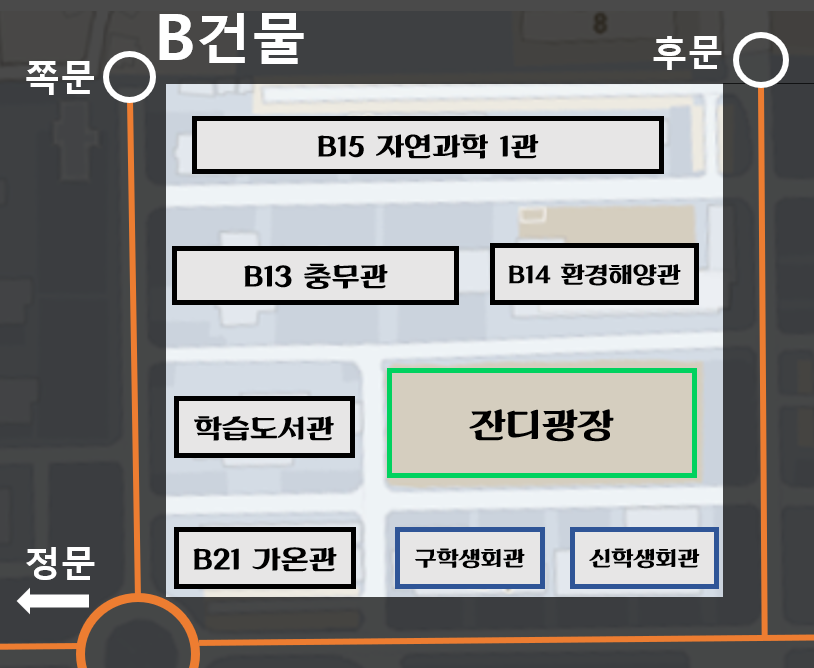 B건물
8
후문
쪽문
B15 자연과학 1관
B13 충무관
B14 환경해양관
학습도서관
잔디광장
정문
B21 가온관
구학생회관
신학생회관